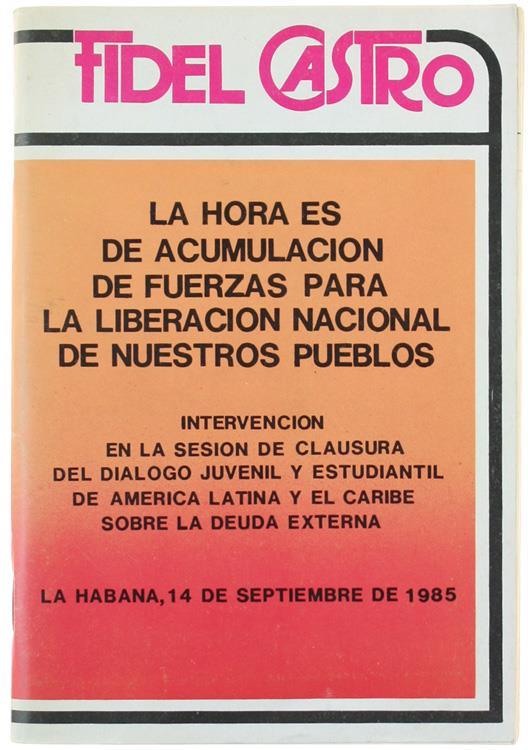 FIDEL CASTRO
LA HORA ES
DE ACUMULACION
DE FUERZAS PARA
LA LIBERACION NACIONAL
DE NUESTROS PUEBLOS
INTERVENCION
EN LA SESION DE CLAUSURA
DEL DIALOGO JUVENIL Y ESTUDIANTIL
DE AMERICA LATINA Y EL CARIBE
SOBRE LA DEUDA EXTERNA
LA HABANA, 14 DE SEPTIEMBRE DE 1985